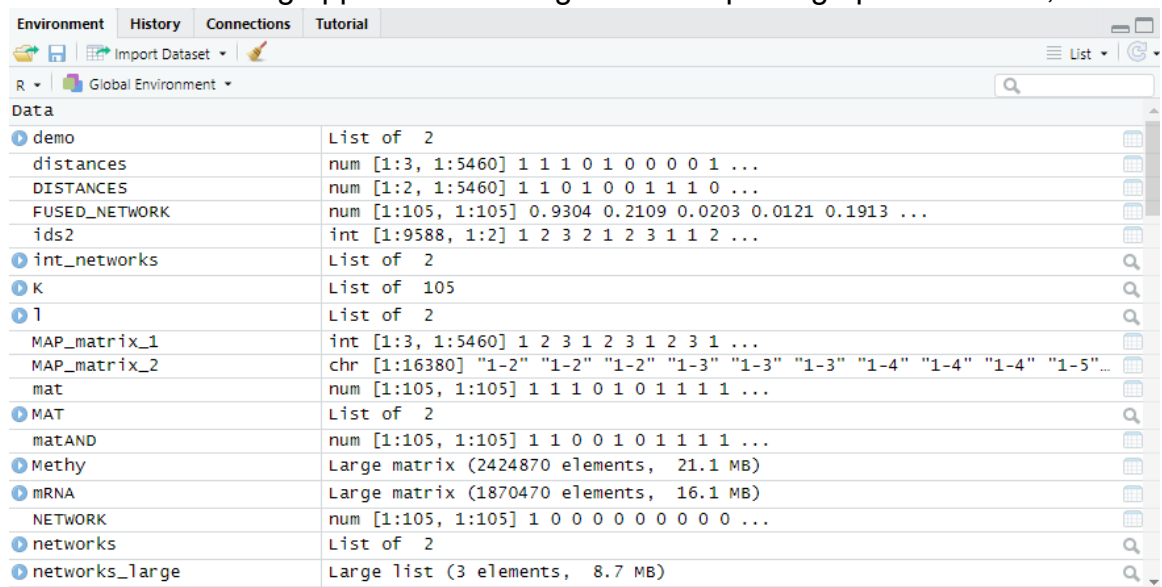 Environment History Connections Tutorial
Import Dataset List
R Global Environment
Data
demo List of 2
distances num [1:3, 1:5460] 1 1 1 0 1 0 0 0 0 1 ...
DISTANCES num [1:2, 1:5460] 1 1 0 1 0 0 1 1 1 0 ...
FUSED_NETWORK num [1:105, 1:105] 0.9304 0.2109 0.0203 0.0121 0.1913 ...
ids2 int [1:9588, 1:2] 1 2 3 2 1 2 3 1 1 2 ...
int_networks List of 2
K List of 105
l List of 2
MAP_matrix_1 int [1:3, 1:5460] 1 2 3 1 2 3 1 2 3 1 ...
MAP_matrix_2 chr [1:16380] "1-2" "1-2" "1-2" "1-3" "1-3" "1-3" "1-4" "1-4" "1-4" "1-5"…
mat num [1:105, 1:105] 1 1 1 0 1 0 1 1 1 1 ...
MAT List of 2
matAND num [1:105, 1:105] 1 1 0 0 1 0 1 1 1 1 ...
Methy Large matrix (2424870 elements, 21.1 MB)
mRNA Large matrix (1870470 elements, 16.1 MB)
NETWORK num [1:105, 1:105] 1 0 0 0 0 0 0 0 0 0 ...
networks List of 2
networks_large Large list (3 elements, 8.7 MB)